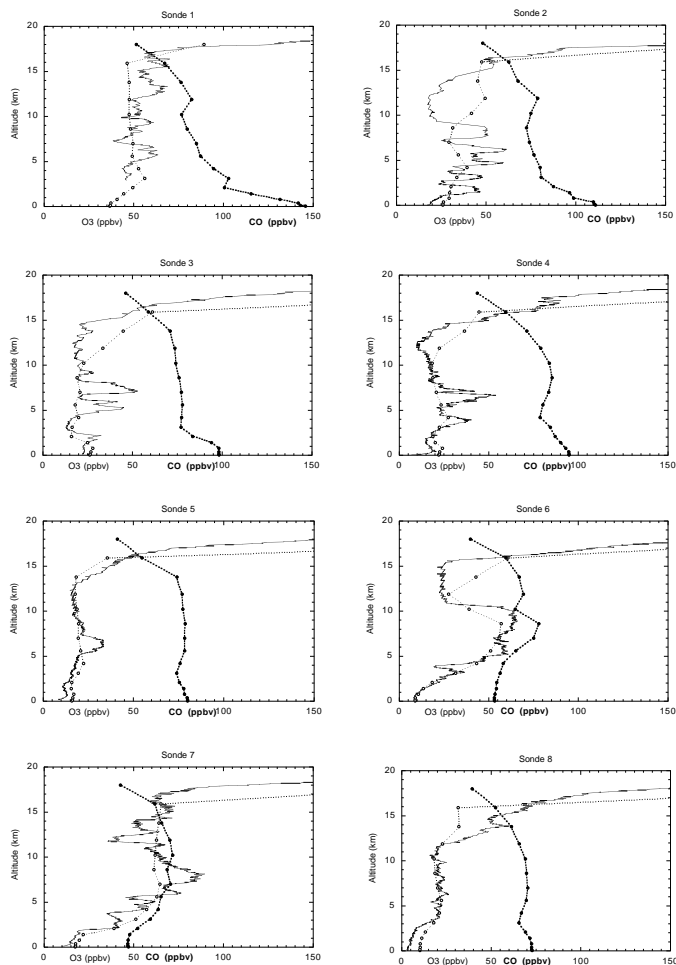 Sonde 1
20
15
10
5
0
Altitude (km)
0
O3 (ppbv)
50
100
CO (ppbv)
150
Sonde 2
20
15
10
5
0
Altitude (km)
0
O3 (ppbv)
50
100
CO (ppbv)
150
Sonde 3
20
15
10
5
0
Altitude (km)
0
O3 (ppbv)
50
CO (ppbv)
100
150
Sonde 4
20
15
10
5
0
Altitude (km)
0
O3 (ppbv)
50
CO (ppbv)
100
150
Sonde 5
20
15
10
5
0
Altitude (km)
0
O3 (ppbv)
50
CO (ppbv)
100
150
Sonde 6
20
15
10
5
0
Altitude (km)
0
O3 (ppbv)
50
CO (ppbv)
100
150
Sonde 7
20
15
10
5
0
Altitude (km)
0
O3 (ppbv)
50
CO (ppbv)
100
150
Sonde 8
20
15
10
5
0
Altitude (km)
0
O3 (ppbv)
50
CO (ppbv)
100
150